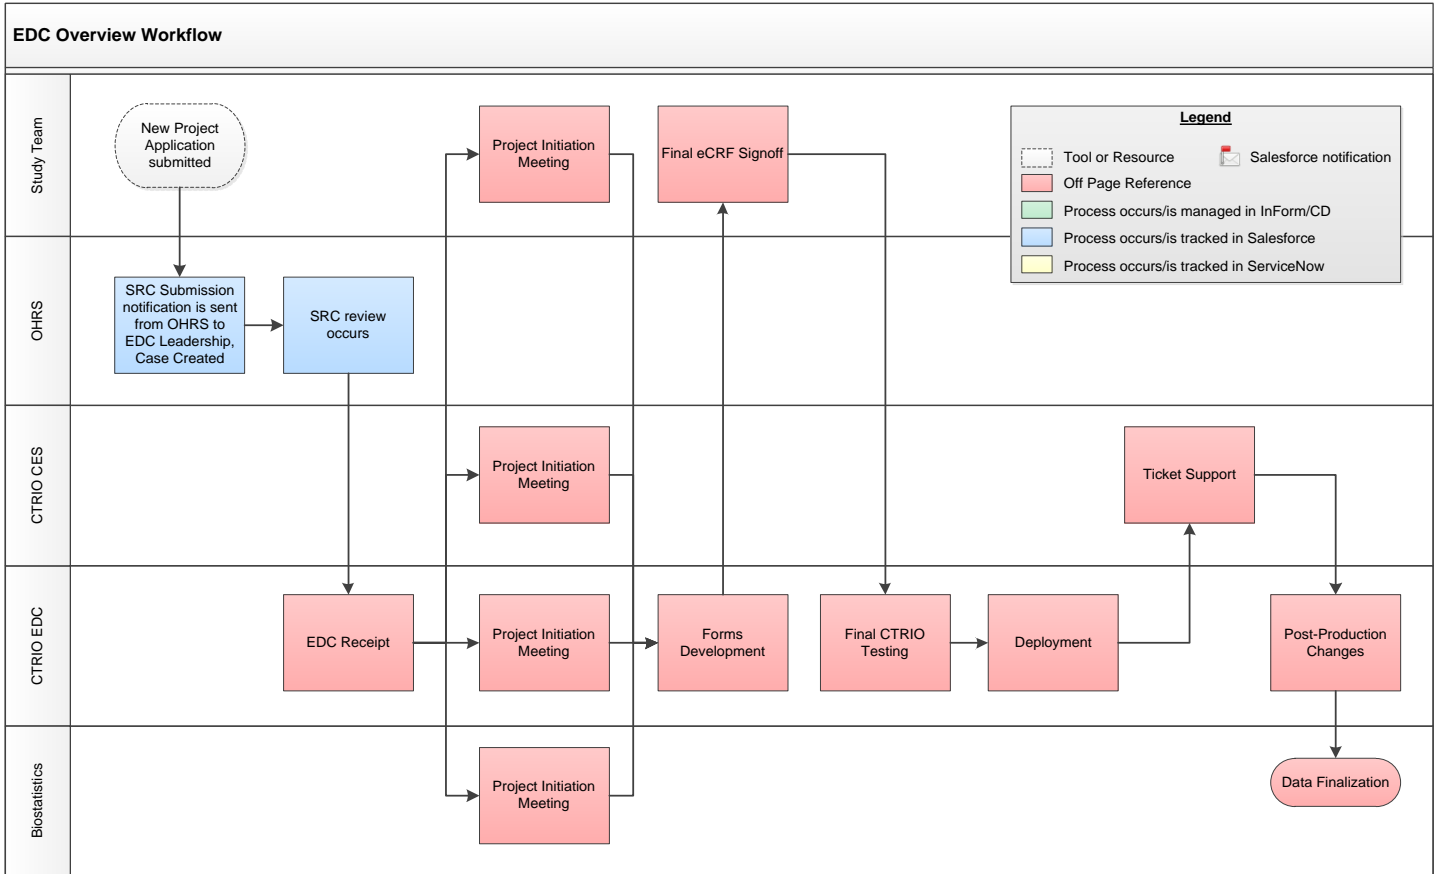 EDC Overview Workflow
Study Team
New Project
Application
submitted
Project Initiation
Meeting
Final eCRF Signoff
Legend
Tool or Resource
Salesforce notification
Off Page Reference
Process occurs/is managed in InForm/CD
Process occurs/is tracked in Salesforce
Process occurs/is tracked in ServiceNow
OHRS
SRC Submission
notification is sent
from OHRS to
EDC Leadership,
Case Created
SRC review
occurs
CTRIO CES
Project Initiation
Meeting
Ticket Support
CTRIO EDC
EDC Receipt
Project Initiation
Meeting
Forms
Development
Final CTRIO
Testing
Deployment
Post-Production
Changes
Biostatistics
Project Initiation
Meeting
Data Finalization